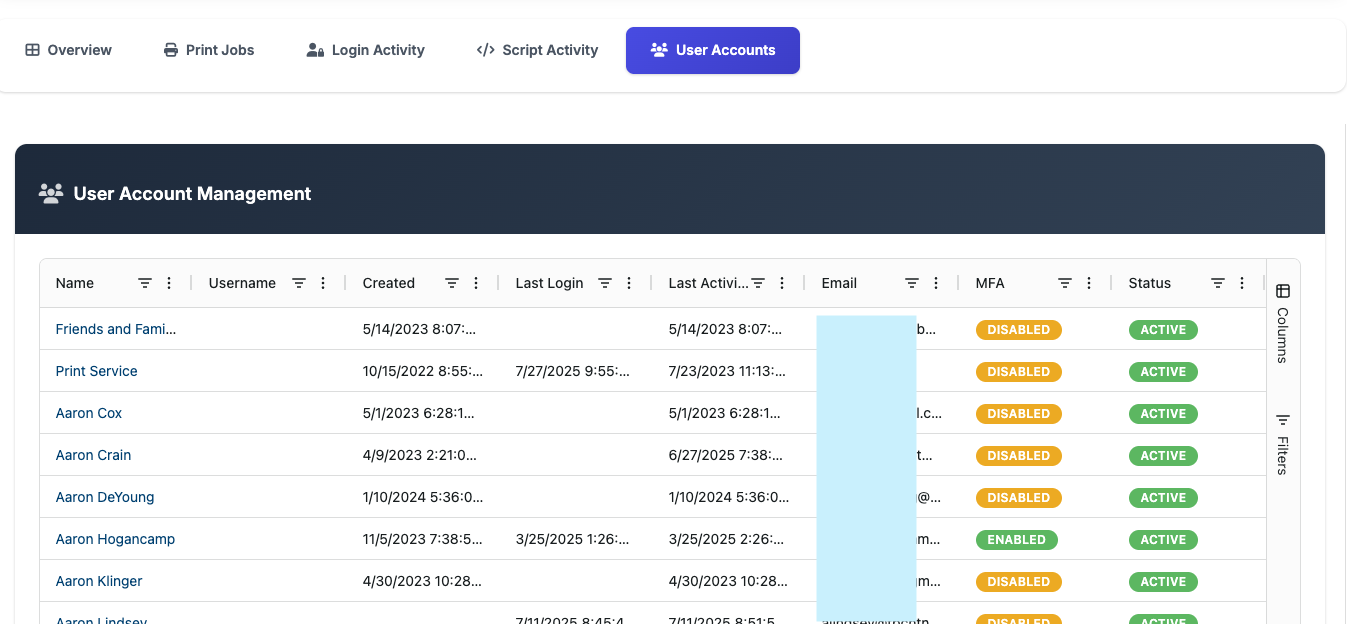 Overview Print Jobs Login Activity Script Activity User Accounts
User Account Management
Name Username Created Last Login Last Activi... Email MFA Status
Friends and Fami... 5/14/2023 8:07:... 5/14/2023 8:07:... b... DISABLED ACTIVE
Print Service 10/15/2022 8:55:... 7/27/2025 9:55:... 7/23/2023 11:13:... DISABLED ACTIVE
Aaron Cox 5/1/2023 6:28:1... 5/1/2023 6:28:1... l.c... DISABLED ACTIVE
Aaron Crain 4/9/2023 2:21:0... 6/27/2025 7:38:... t... DISABLED ACTIVE
Aaron DeYoung 1/10/2024 5:36:0... 1/10/2024 5:36:0... @... DISABLED ACTIVE
Aaron Hogancamp 11/5/2023 7:38:5... 3/25/2025 1:26:... 3/25/2025 2:26:... m... ENABLED ACTIVE
Aaron Klinger 4/30/2023 10:28... 4/30/2023 10:28... m... DISABLED ACTIVE
Aaron Lindsey 7/11/2025 8:45:4 7/11/2025 8:51:5 DISABLED ACTIVE
Columns
Filters